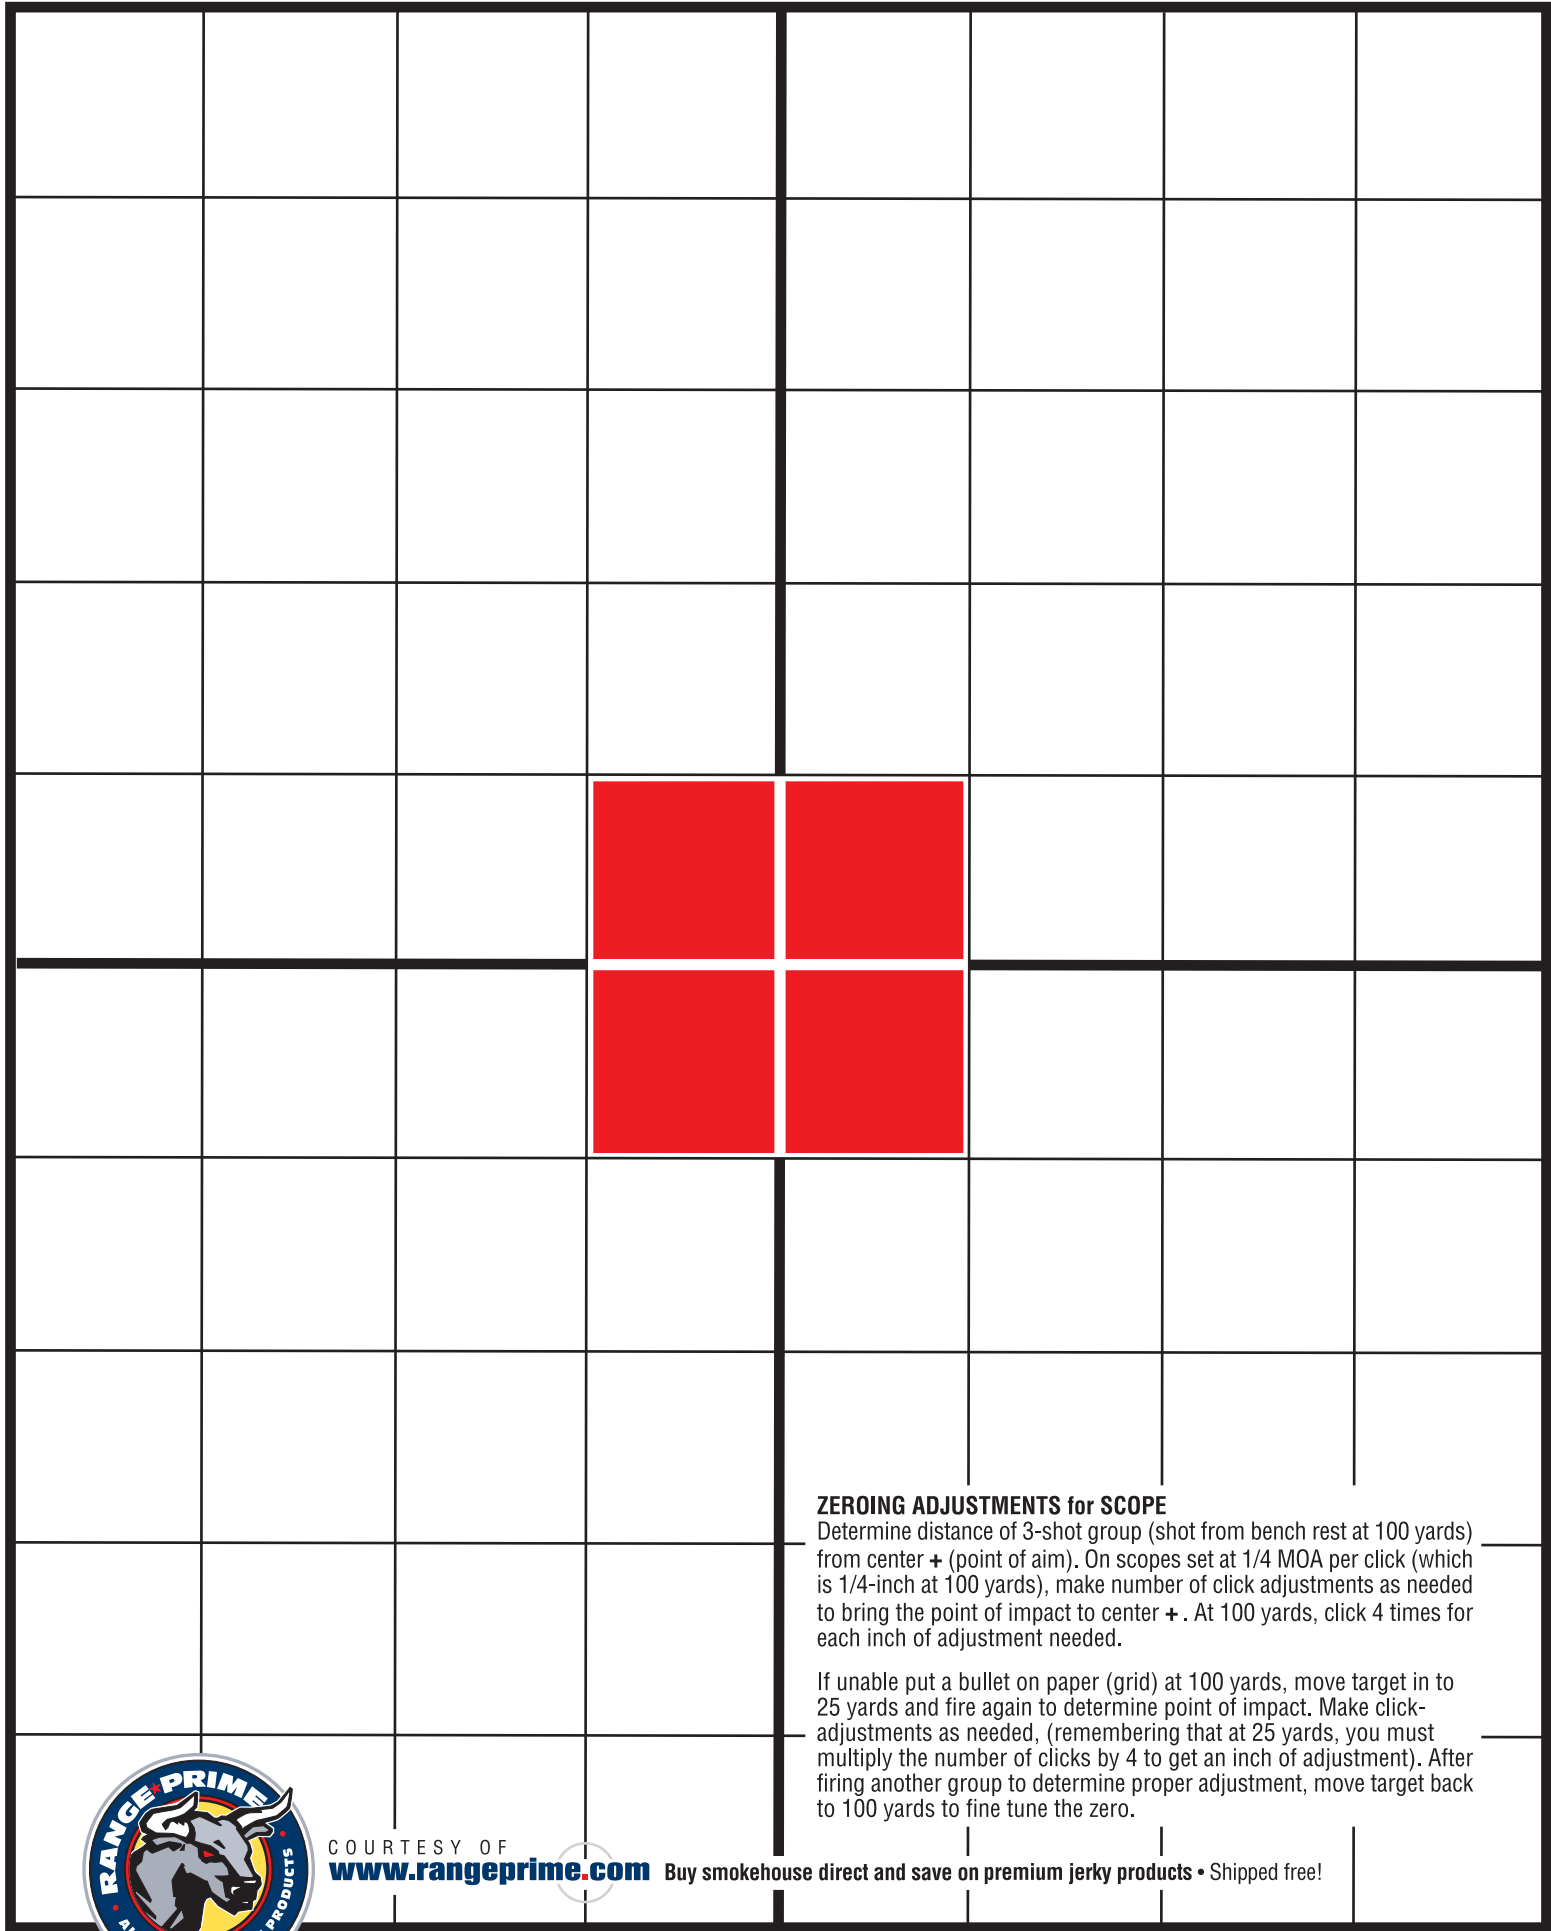 ZEROING ADJUSTMENTS for SCOPE
Determine distance of 3-shot group (shot from bench rest at 100 yards)
from center + (point of aim). On scopes set at 1/4 MOA per click (which
is 1/4-inch at 100 yards), make number of click adjustments as needed
to bring the point of impact to center +. At 100 yards, click 4 times for
each inch of adjustment needed.
If unable put a bullet on paper (grid) at 100 yards, move target in to
25 yards and fire again to determine point of impact. Make click-
adjustments as needed, (remembering that at 25 yards, you must
multiply the number of clicks by 4 to get an inch of adjustment). After
firing another group to determine proper adjustment, move target back
to 100 yards to fine tune the zero.
RANGE★PRIME
PRODUCTS
COURTESY OF
www.rangeprime.com Buy smokehouse direct and save on premium jerky products • Shipped free!